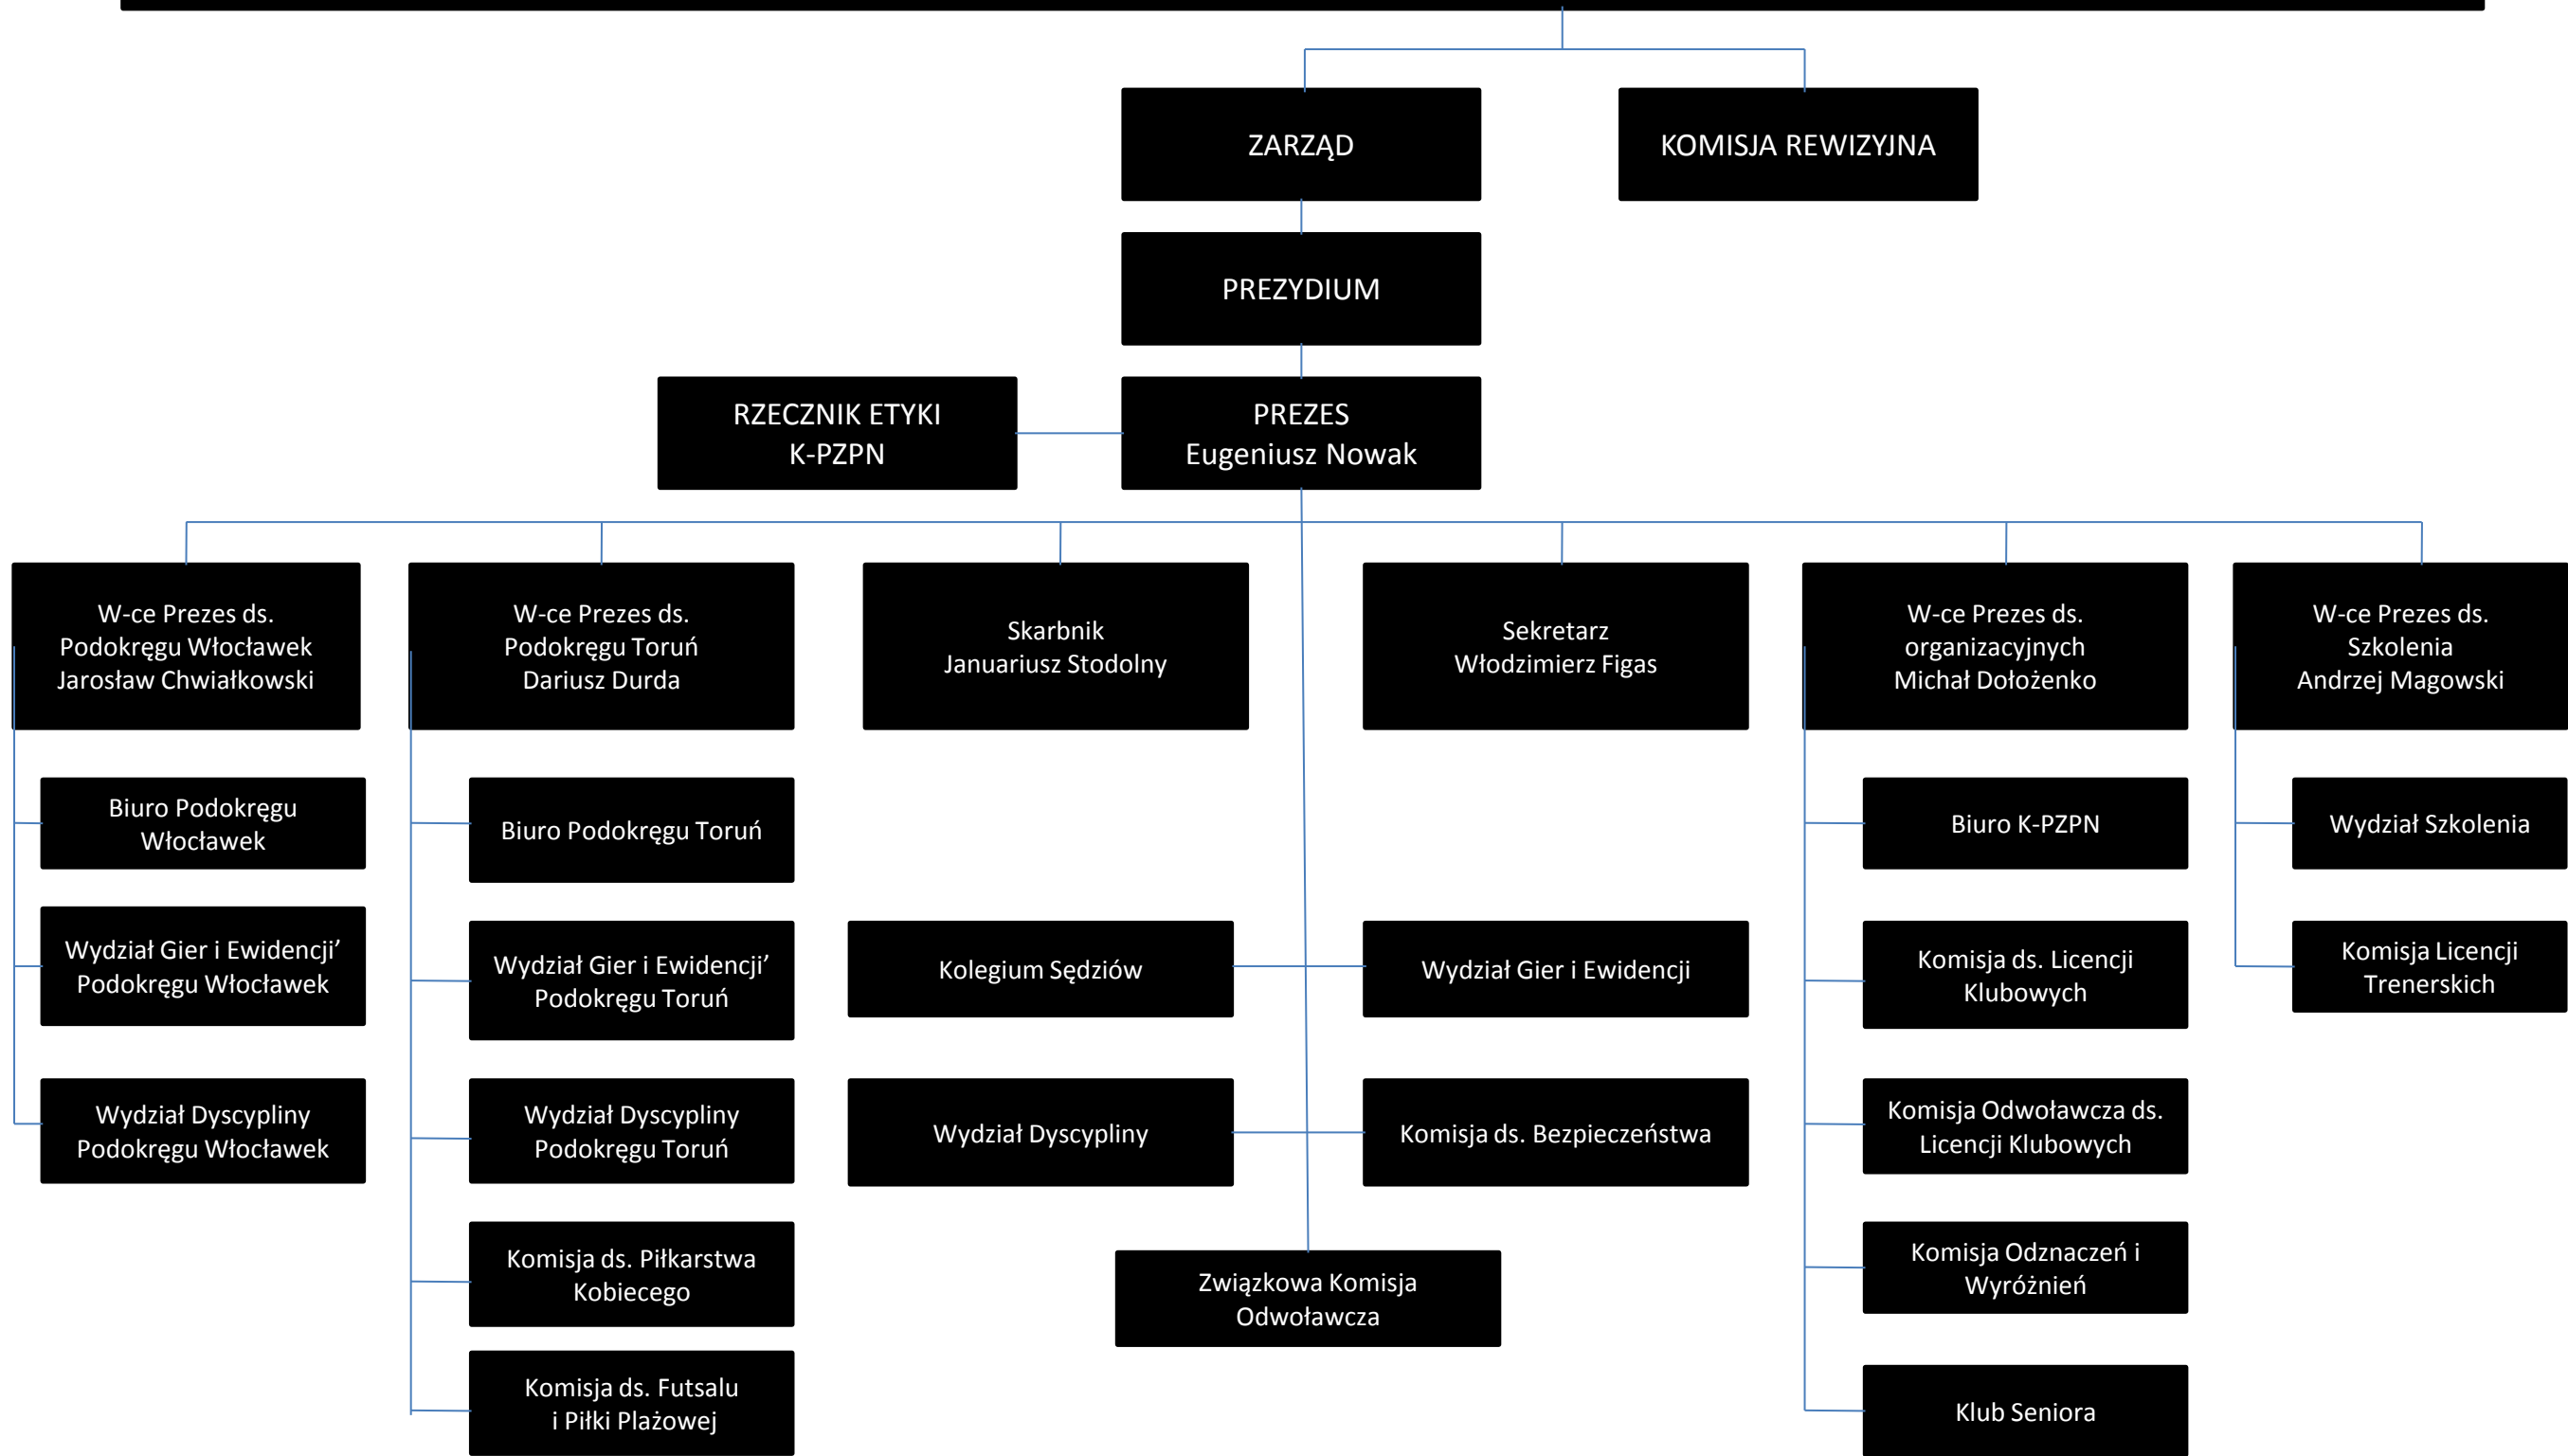 ZARZĄD
KOMISJA REWIZYJNA
PREZYDIUM
RZECZNIK ETYKI
K-PZPN
PREZES
Eugeniusz Nowak
W-ce Prezes ds.
Podokręgu Włocławek
Jarosław Chwiałkowski
W-ce Prezes ds.
Podokręgu Toruń
Dariusz Durda
Skarbnik
Januariusz Stodolny
Sekretarz
Włodzimierz Figas
W-ce Prezes ds.
organizacyjnych
Michał Dołożenko
W-ce Prezes ds.
Szkolenia
Andrzej Magowski
Biuro Podokręgu
Włocławek
Biuro Podokręgu Toruń
Biuro K-PZPN
Wydział Szkolenia
Wydział Gier i Ewidencji’
Podokręgu Włocławek
Wydział Gier i Ewidencji’
Podokręgu Toruń
Kolegium Sędziów
Wydział Gier i Ewidencji
Komisja ds. Licencji
Klubowych
Komisja Licencji
Trenerskich
Wydział Dyscypliny
Podokręgu Włocławek
Wydział Dyscypliny
Podokręgu Toruń
Wydział Dyscypliny
Komisja ds. Bezpieczeństwa
Komisja Odwoławcza ds.
Licencji Klubowych
Komisja ds. Piłkarstwa
Kobiecego
Związkowa Komisja
Odwoławcza
Komisja Odznaczeń i
Wyróżnień
Komisja ds. Futsalu
i Piłki Plażowej
Klub Seniora